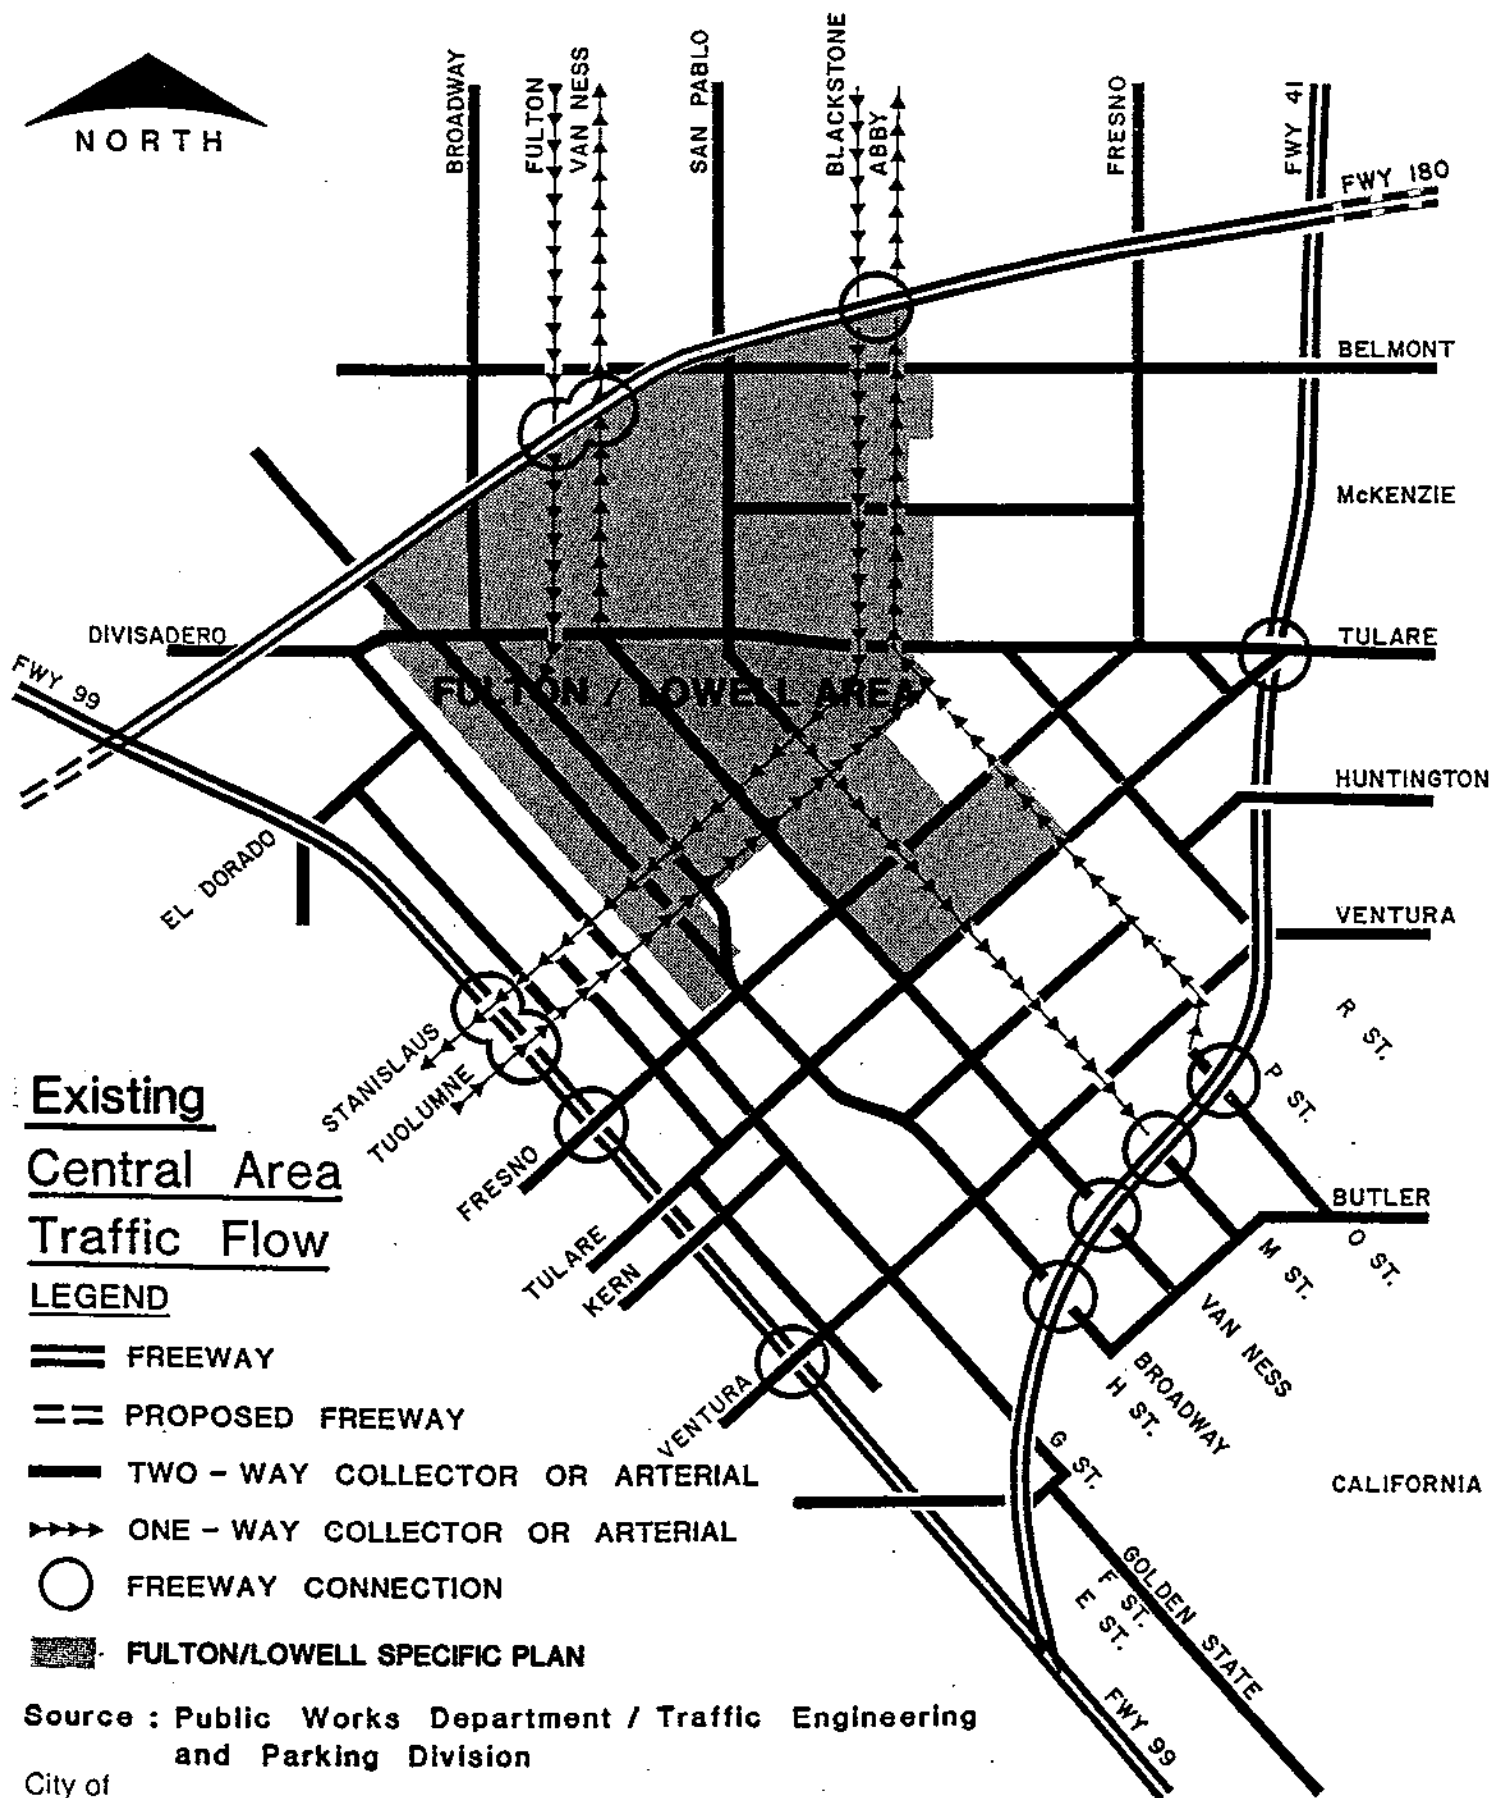 NORTH
BROADWAY
FULTON
VAN NESS
SAN PABLO
BLACKSTONE
ABBY
FRESNO
FWY 41
FWY 180
BELMONT
McKENZIE
DIVISADERO
TULARE
FWY 99
FULTON / LOWELL AREA
HUNTINGTON
EL DORADO
VENTURA
R ST.
STANISLAUS
P ST.
TUOLUMNE
FRESNO
BUTLER
O ST.
M ST.
TULARE
KERN
VAN NESS
BROADWAY
H ST.
VENTURA
G ST.
CALIFORNIA
GOLDEN STATE
F ST.
E ST.
FWY 99
Existing
Central Area
Traffic Flow
LEGEND
FREEWAY
PROPOSED FREEWAY
TWO - WAY COLLECTOR OR ARTERIAL
ONE - WAY COLLECTOR OR ARTERIAL
FREEWAY CONNECTION
FULTON/LOWELL SPECIFIC PLAN
Source : Public Works Department / Traffic Engineering
and Parking Division
City of